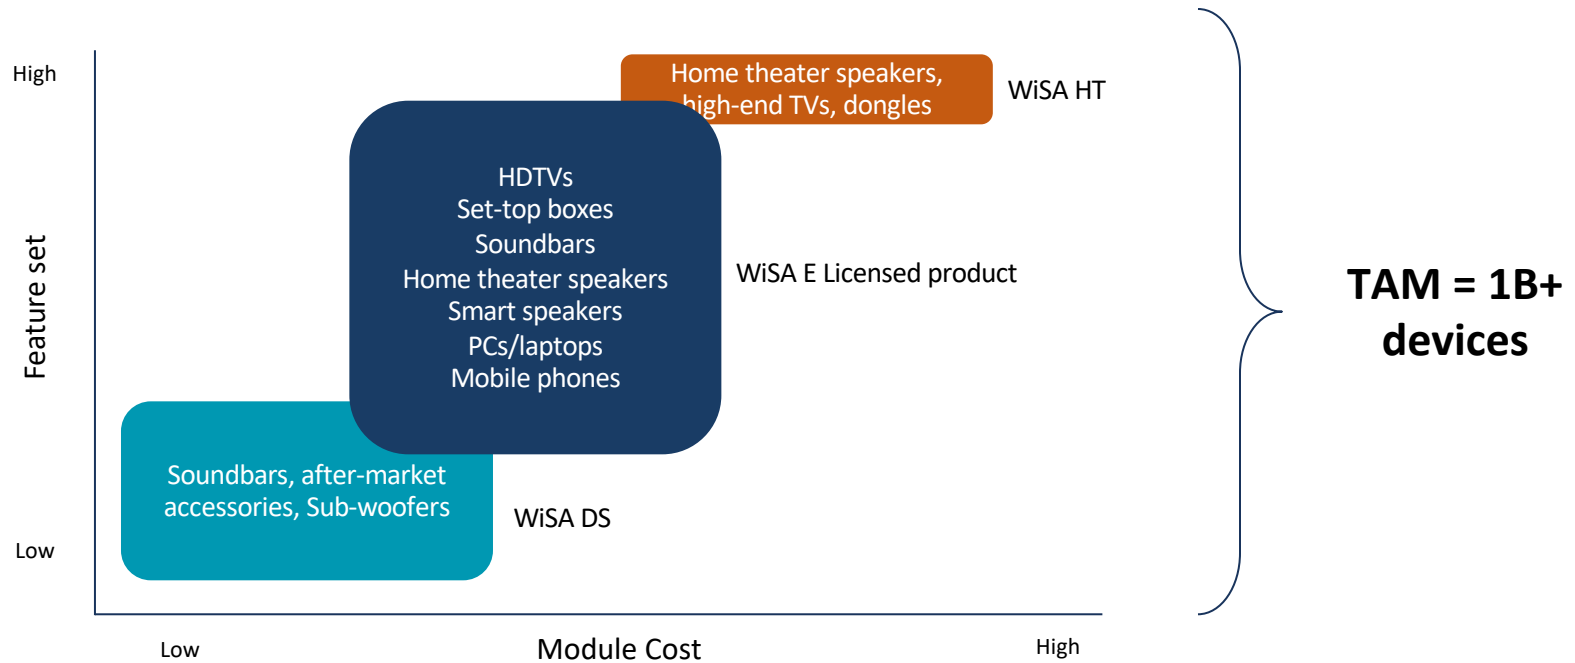 High
Home theater speakers,
high-end TVs, dongles
WiSA HT
HDTVs
Set-top boxes
Soundbars
Home theater speakers
Smart speakers
PCs/laptops
Mobile phones
WiSA E Licensed product
Feature set
TAM = 1B+
devices
Soundbars, after-market
accessories, Sub-woofers
WiSA DS
Low
Low
Module Cost
High